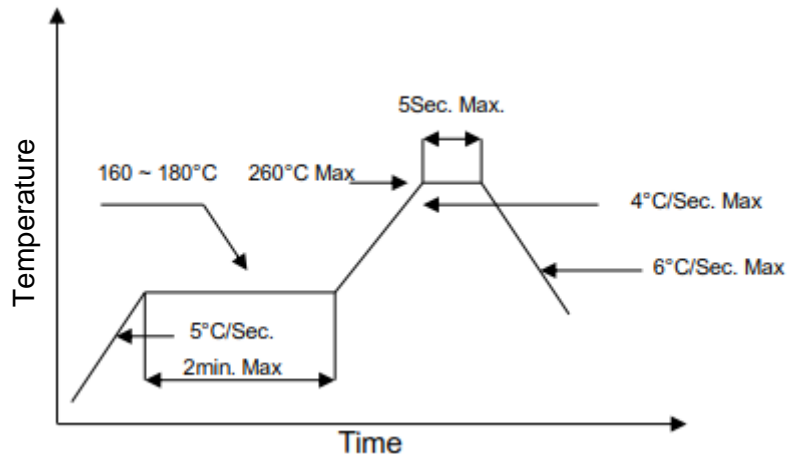 5Sec. Max.
160 ~ 180°C
260°C Max
4°C/Sec. Max
6°C/Sec. Max
5°C/Sec.
2min. Max
Temperature
Time